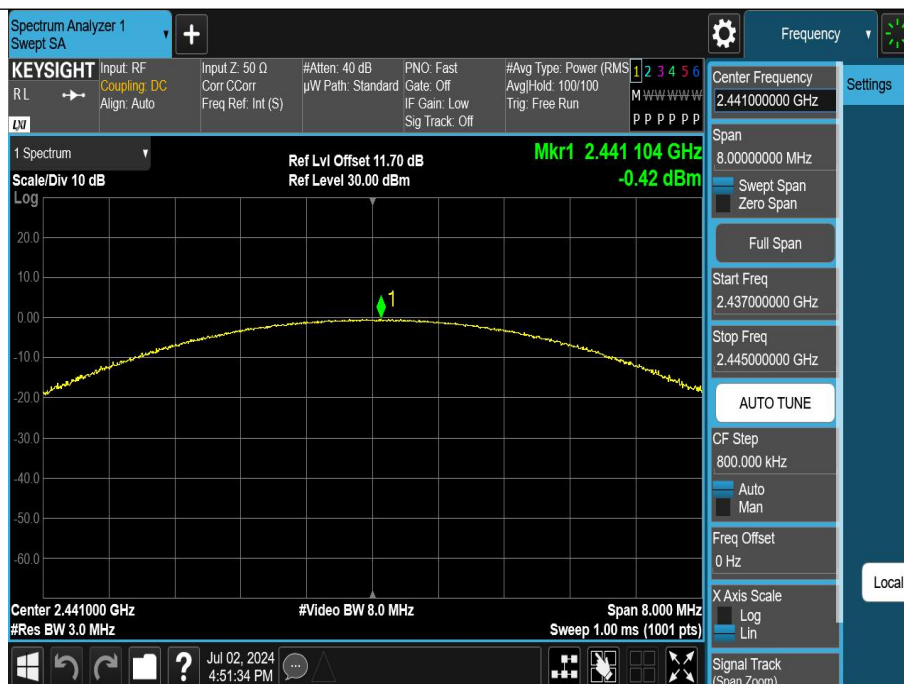 Spectrum Analyzer 1
Swept SA
+
Frequency
KEYSIGHT
RL
LXI
Input: RF
Coupling: DC
Align: Auto
Input Z: 50 Ω
Corr CCorr
Freq Ref: Int (S)
#Atten: 40 dB
µW Path: Standard
PNO: Fast
Gate: Off
IF Gain: Low
Sig Track: Off
#Avg Type: Power (RMS
Avg|Hold: 100/100
Trig: Free Run
1 2 3 4 5 6
M W W W W W
P P P P P P
1 Spectrum
Scale/Div 10 dB
Log
Ref Lvl Offset 11.70 dB
Ref Level 30.00 dBm
Mkr1 2.441 104 GHz
-0.42 dBm
20.0
10.0
0.00
-10.0
-20.0
-30.0
-40.0
-50.0
-60.0
1
Center 2.441000 GHz
#Res BW 3.0 MHz
#Video BW 8.0 MHz
Span 8.000 MHz
Sweep 1.00 ms (1001 pts)
?
Jul 02, 2024
4:51:34 PM
Center Frequency
2.441000000 GHz
Span
8.00000000 MHz
Swept Span
Zero Span
Full Span
Start Freq
2.437000000 GHz
Stop Freq
2.445000000 GHz
AUTO TUNE
CF Step
800.000 kHz
Auto
Man
Freq Offset
0 Hz
X Axis Scale
Log
Lin
Signal Track
(Span Zoom)
Settings
Local